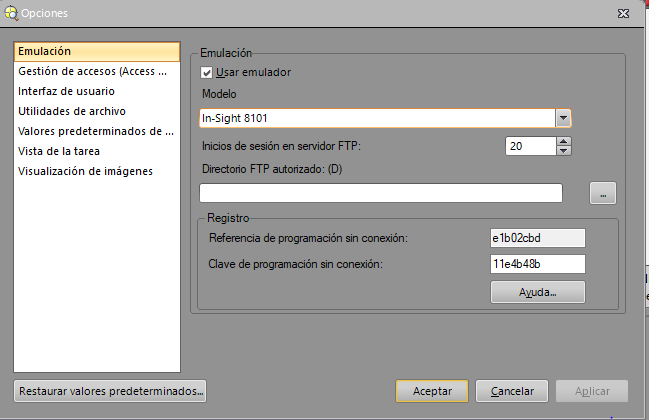 Opciones
Emulación
Gestión de accesos (Access ...
Interfaz de usuario
Utilidades de archivo
Valores predeterminados de ...
Vista de la tarea
Visualización de imágenes
Emulación
Usar emulador
Modelo
In-Sight 8101
Inicios de sesión en servidor FTP:
20
Directorio FTP autorizado: (D)
...
Registro
Referencia de programación sin conexión:
e1b02cbd
Clave de programación sin conexión:
11e4b48b
Ayuda...
Restaurar valores predeterminados...
Aceptar
Cancelar
Aplicar